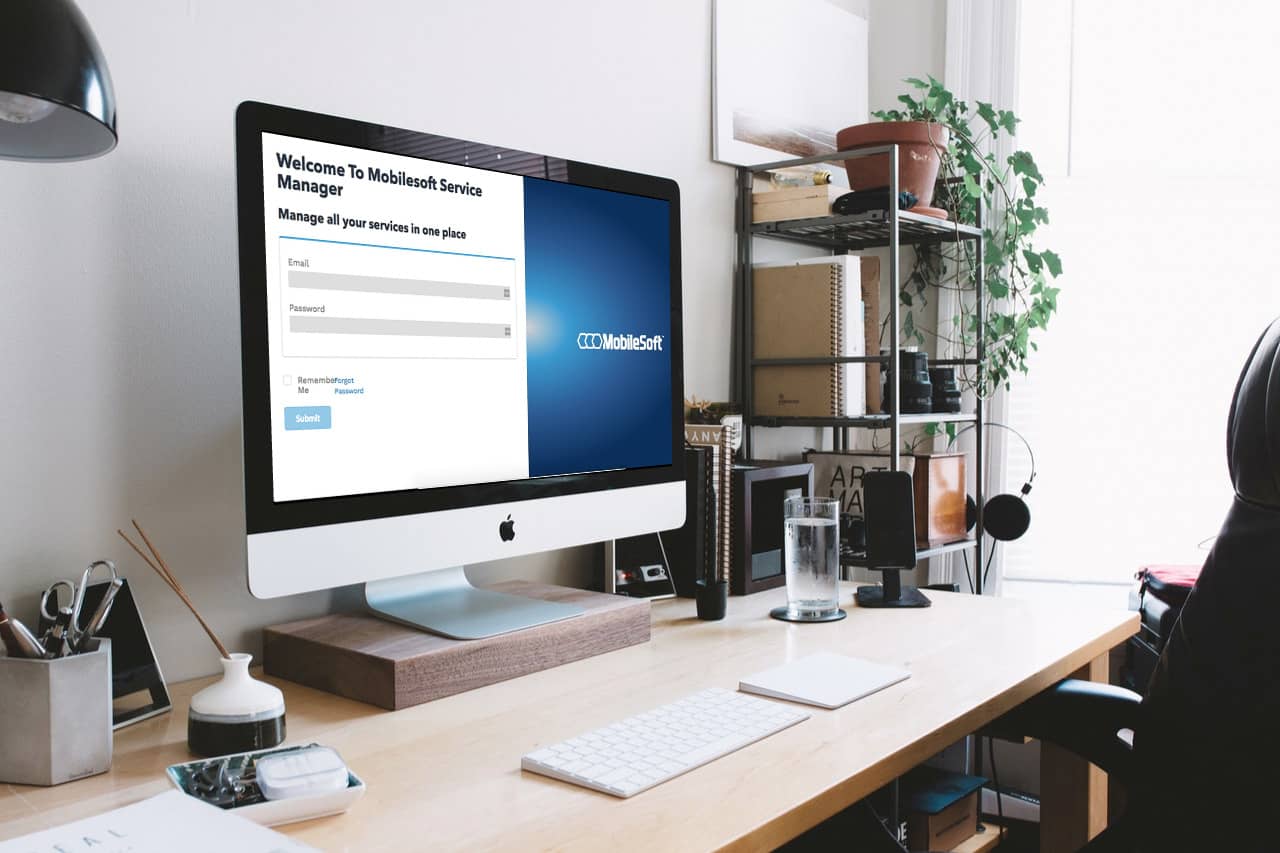 Welcome To Mobilesoft Service
Manager
Manage all your services in one place
Email
Password
Remember
Me
Forgot
Password
Submit
MobileSoft
ANY
ART
MA